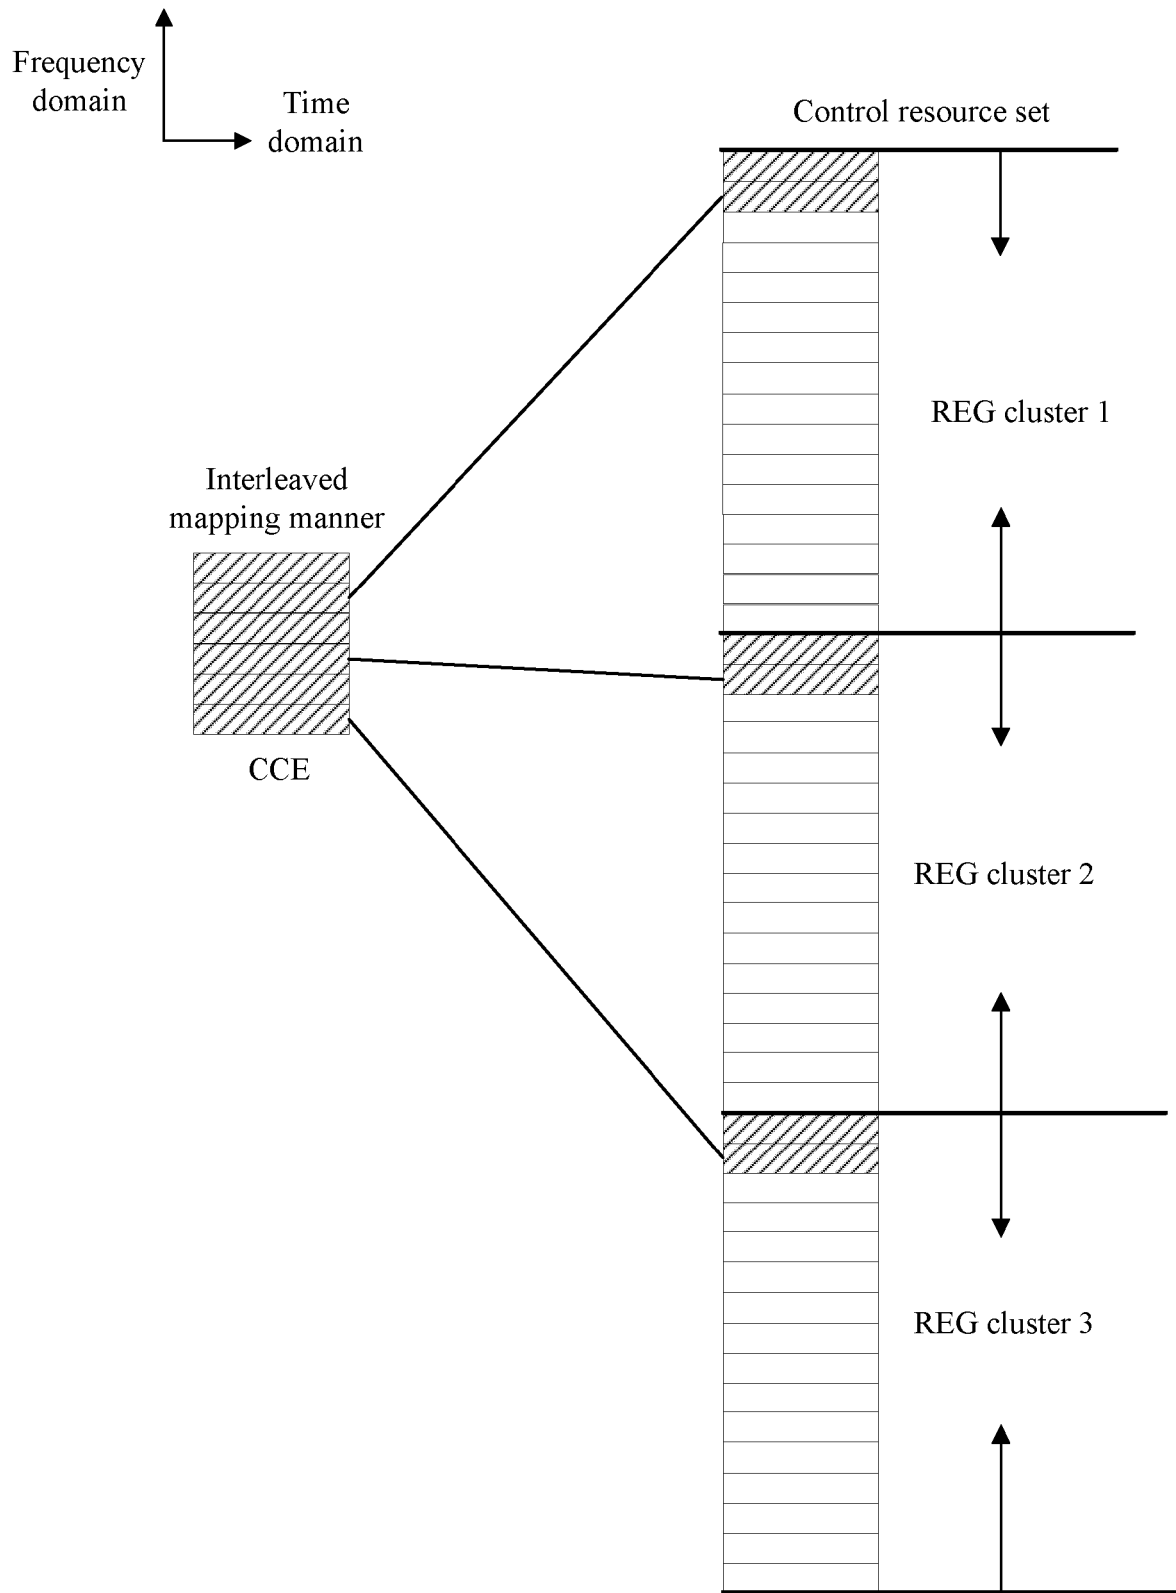 Frequency
domain
Time
domain
Control resource set
REG cluster 1
Interleaved
mapping manner
CCE
REG cluster 2
REG cluster 3